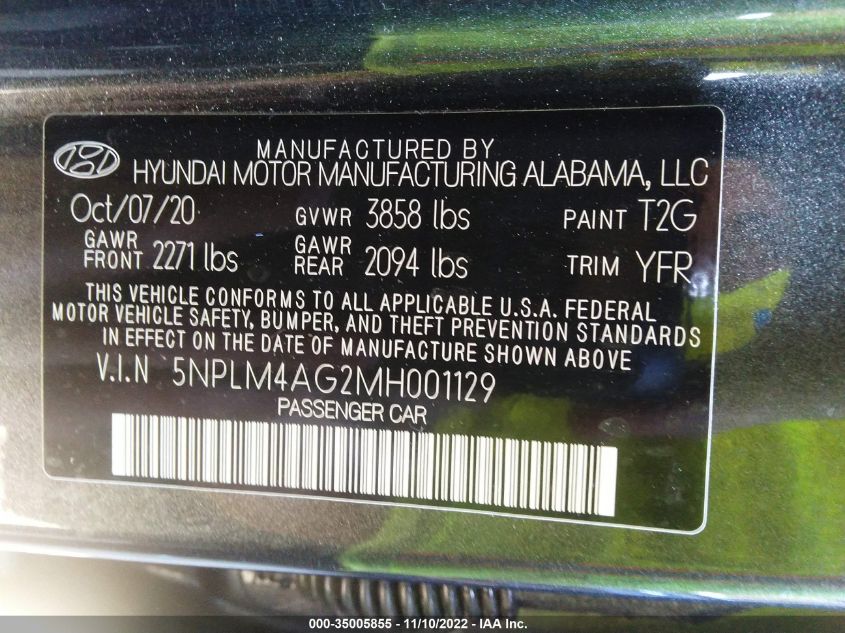 MANUFACTURED BY
HYUNDAI MOTOR MANUFACTURING ALABAMA, LLC
Oct/07/20 GVWR 3858 lbs PAINT T2G
GAWR FRONT 2271 lbs GAWR REAR 2094 lbs TRIM YFR
THIS VEHICLE CONFORMS TO ALL APPLICABLE U.S.A. FEDERAL
MOTOR VEHICLE SAFETY, BUMPER, AND THEFT PREVENTION STANDARDS
IN EFFECT ON THE DATE OF MANUFACTURE SHOWN ABOVE.
V.I.N 5NPLM4AG2MH001129
PASSENGER CAR
000-35005855 — 11/10/2022 — IAA Inc.